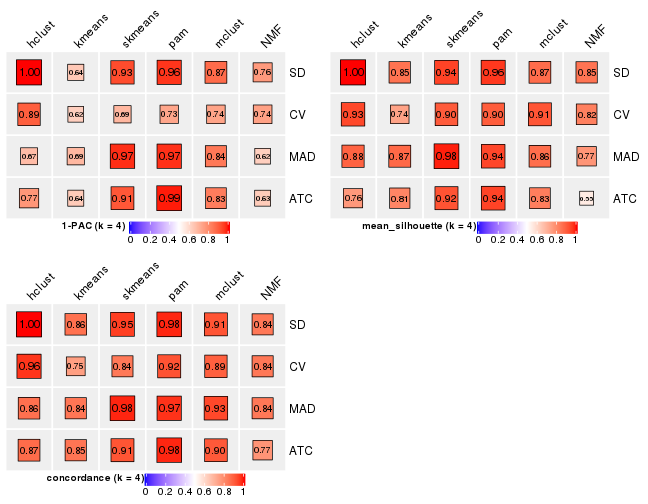 hclust kmeans skmeans pam mclust NMF
1.00 0.64 0.93 0.96 0.87 0.76 SD
0.89 0.62 0.69 0.73 0.74 0.74 CV
0.67 0.69 0.97 0.97 0.84 0.62 MAD
0.77 0.64 0.91 0.99 0.83 0.63 ATC
1-PAC (k = 4)
0 0.2 0.4 0.6 0.8 1
hclust kmeans skmeans pam mclust NMF
1.00 0.85 0.94 0.96 0.87 0.85 SD
0.93 0.74 0.90 0.90 0.91 0.82 CV
0.88 0.87 0.98 0.94 0.86 0.77 MAD
0.76 0.81 0.92 0.94 0.83 0.55 ATC
mean_silhouette (k = 4)
0 0.2 0.4 0.6 0.8 1
hclust kmeans skmeans pam mclust NMF
1.00 0.86 0.95 0.98 0.91 0.84 SD
0.96 0.75 0.84 0.92 0.89 0.84 CV
0.86 0.84 0.98 0.97 0.93 0.84 MAD
0.87 0.85 0.91 0.98 0.90 0.77 ATC
concordance (k = 4)
0 0.2 0.4 0.6 0.8 1